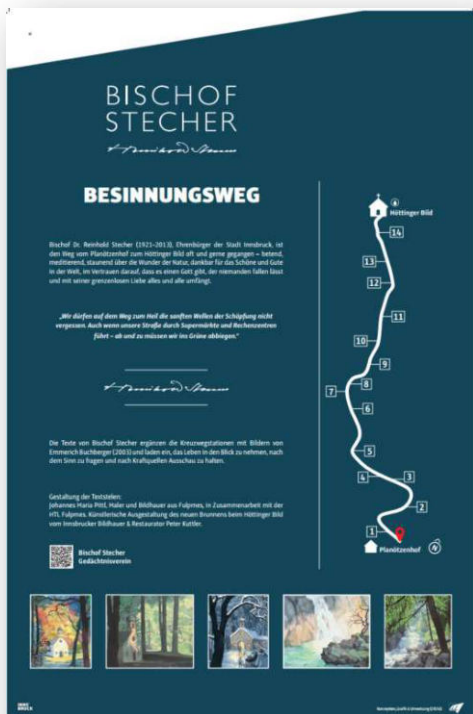 BISCHOF
STECHER
BESINNUNGSWEG
Bischof Dr. Reinhold Stecher (1921–2013), Ehrenbürger der Stadt Innsbruck, ist
den Weg vom Planötzenhof zum Höttinger Bild oft und gerne gegangen – betend,
meditierend, staunend über die Wunder der Natur, dankbar für das Schöne und Gute
in der Welt, im Vertrauen darauf, dass es einen Gott gibt, der niemanden fallen lässt
und mit seiner grenzenlosen Liebe alles und alle umfängt.
„Wir dürfen auf dem Weg zum Heil die sanften Wellen der Schöpfung nicht
vergessen. Auch wenn unsere Straße durch Supermärkte und Rechenzentren
führt – ab und zu müssen wir ins Grüne abbiegen.“
Die Texte von Bischof Stecher ergänzen die Kreuzwegstationen mit Bildern von
Emmerich Buchberger (2003) und laden ein, das Leben in den Blick zu nehmen, nach
dem Sinn zu fragen und nach Kraftquellen Ausschau zu halten.
Gestaltung der Textstelen:
Johannes Maria Pittl, Maler und Bildhauer aus Fulpmes, in Zusammenarbeit mit der
HTL Fulpmes. Künstlerische Ausgestaltung des neuen Brunnens beim Höttinger Bild
vom Innsbrucker Bildhauer & Restaurator Peter Kuttler.
Bischof Stecher
Gedächtnisverein
Höttinger Bild
14
13
12
11
10
9
8
7
6
5
4
3
2
1
Planötzenhof
INNS'
BRUCK